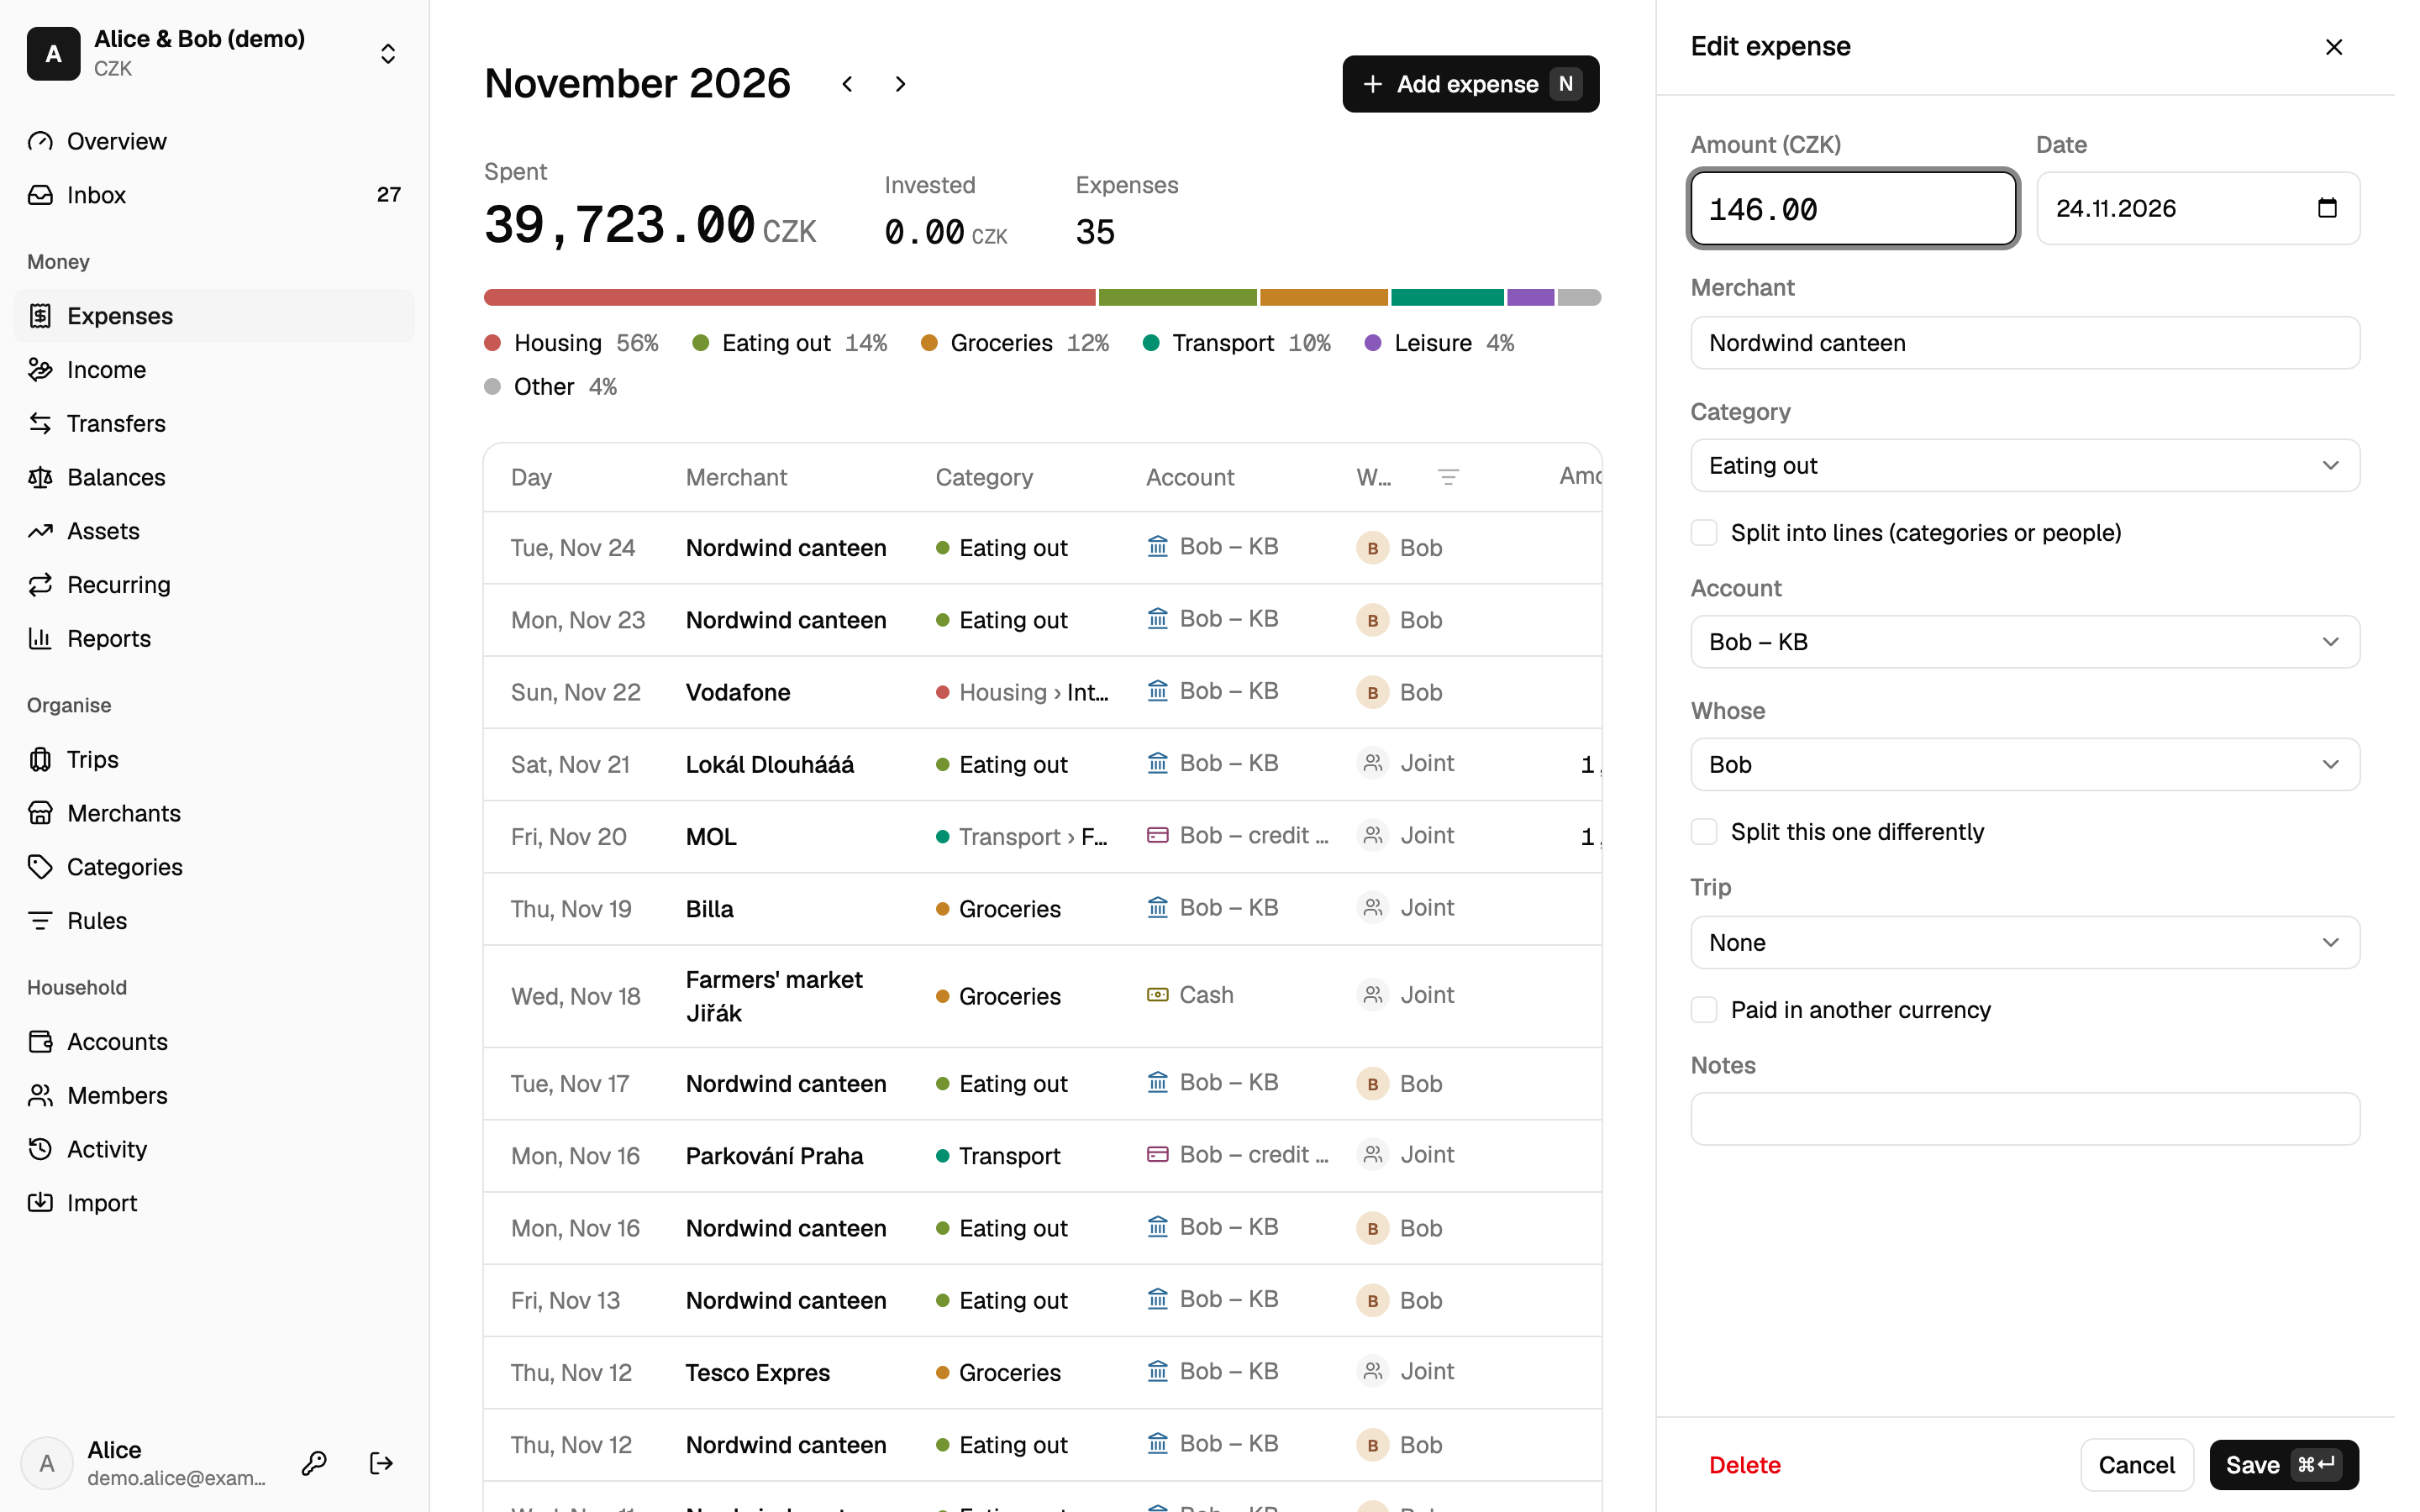 A
Alice & Bob (demo)
CZK
Overview
Inbox 27
Money
Expenses
Income
Transfers
Balances
Assets
Recurring
Reports
Organise
Trips
Merchants
Categories
Rules
Household
Accounts
Members
Activity
Import
A
Alice
demo.alice@exam...
November 2026
Add expense N
Spent
39,723.00 CZK
Invested
0.00 CZK
Expenses
35
Housing 56% Eating out 14% Groceries 12% Transport 10% Leisure 4%
Other 4%
Day Merchant Category Account W...
Tue, Nov 24 Nordwind canteen Eating out Bob – KB B Bob
Mon, Nov 23 Nordwind canteen Eating out Bob – KB B Bob
Sun, Nov 22 Vodafone Housing › Int... Bob – KB B Bob
Sat, Nov 21 Lokál Dlouhááá Eating out Bob – KB Joint 1,
Fri, Nov 20 MOL Transport › F... Bob – credit ... Joint 1,
Thu, Nov 19 Billa Groceries Bob – KB Joint
Wed, Nov 18 Farmers' market Jiřák Groceries Cash Joint
Tue, Nov 17 Nordwind canteen Eating out Bob – KB B Bob
Mon, Nov 16 Parkování Praha Transport Bob – credit ... Joint
Mon, Nov 16 Nordwind canteen Eating out Bob – KB B Bob
Fri, Nov 13 Nordwind canteen Eating out Bob – KB B Bob
Thu, Nov 12 Tesco Expres Groceries Bob – KB Joint
Thu, Nov 12 Nordwind canteen Eating out Bob – KB B Bob
Edit expense
Amount (CZK) Date
146.00 24.11.2026
Merchant
Nordwind canteen
Category
Eating out
Split into lines (categories or people)
Account
Bob – KB
Whose
Bob
Split this one differently
Trip
None
Paid in another currency
Notes
Delete Cancel Save ⌘↵